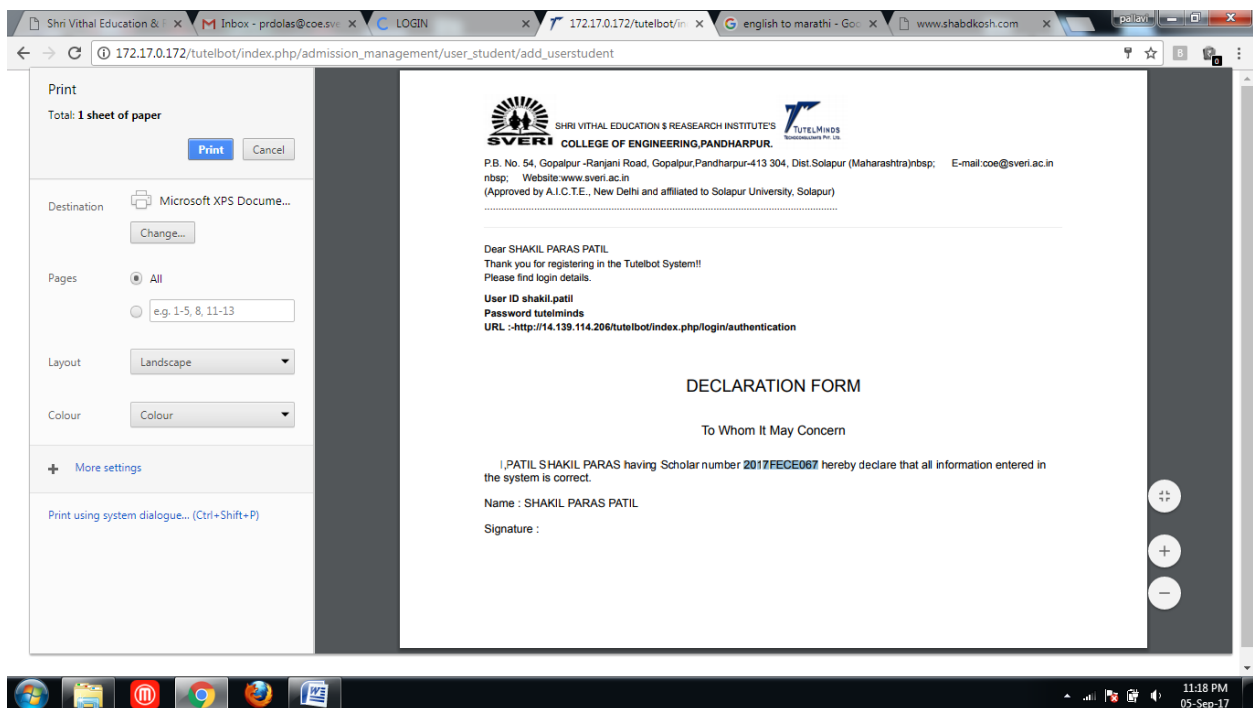 Shri Vithal Education &
Inbox - prdolas@coe.sve
LOGIN
172.17.0.172/tutelbot/in
english to marathi - Goo
www.shabdkosh.com
pallavi
172.17.0.172/tutelbot/index.php/admission_management/user_student/add_userstudent
Print
Total: 1 sheet of paper
Print
Cancel
Destination
Microsoft XPS Docume...
Change...
Pages
All
e.g. 1-5, 8, 11-13
Layout
Landscape
Colour
Colour
More settings
Print using system dialogue... (Ctrl+Shift+P)
SVERI
SHRI VITHAL EDUCATION $ REASEARCH INSTITUTE'S
COLLEGE OF ENGINEERING,PANDHARPUR.
TUTELMINDS
P.B. No. 54, Gopalpur -Ranjani Road, Gopalpur,Pandharpur-413 304, Dist.Solapur (Maharashtra)nbsp; E-mail:coe@sveri.ac.in
nbsp; Website:www.sveri.ac.in
(Approved by A.I.C.T.E., New Delhi and affiliated to Solapur University, Solapur)
Dear SHAKIL PARAS PATIL
Thank you for registering in the Tutelbot System!!
Please find login details.
User ID shakil.patil
Password tutelminds
URL :-http://14.139.114.206/tutelbot/index.php/login/authentication
DECLARATION FORM
To Whom It May Concern
I,PATIL SHAKIL PARAS having Scholar number 2017FECE067 hereby declare that all information entered in
the system is correct.
Name : SHAKIL PARAS PATIL
Signature :
11:18 PM
05-Sep-17